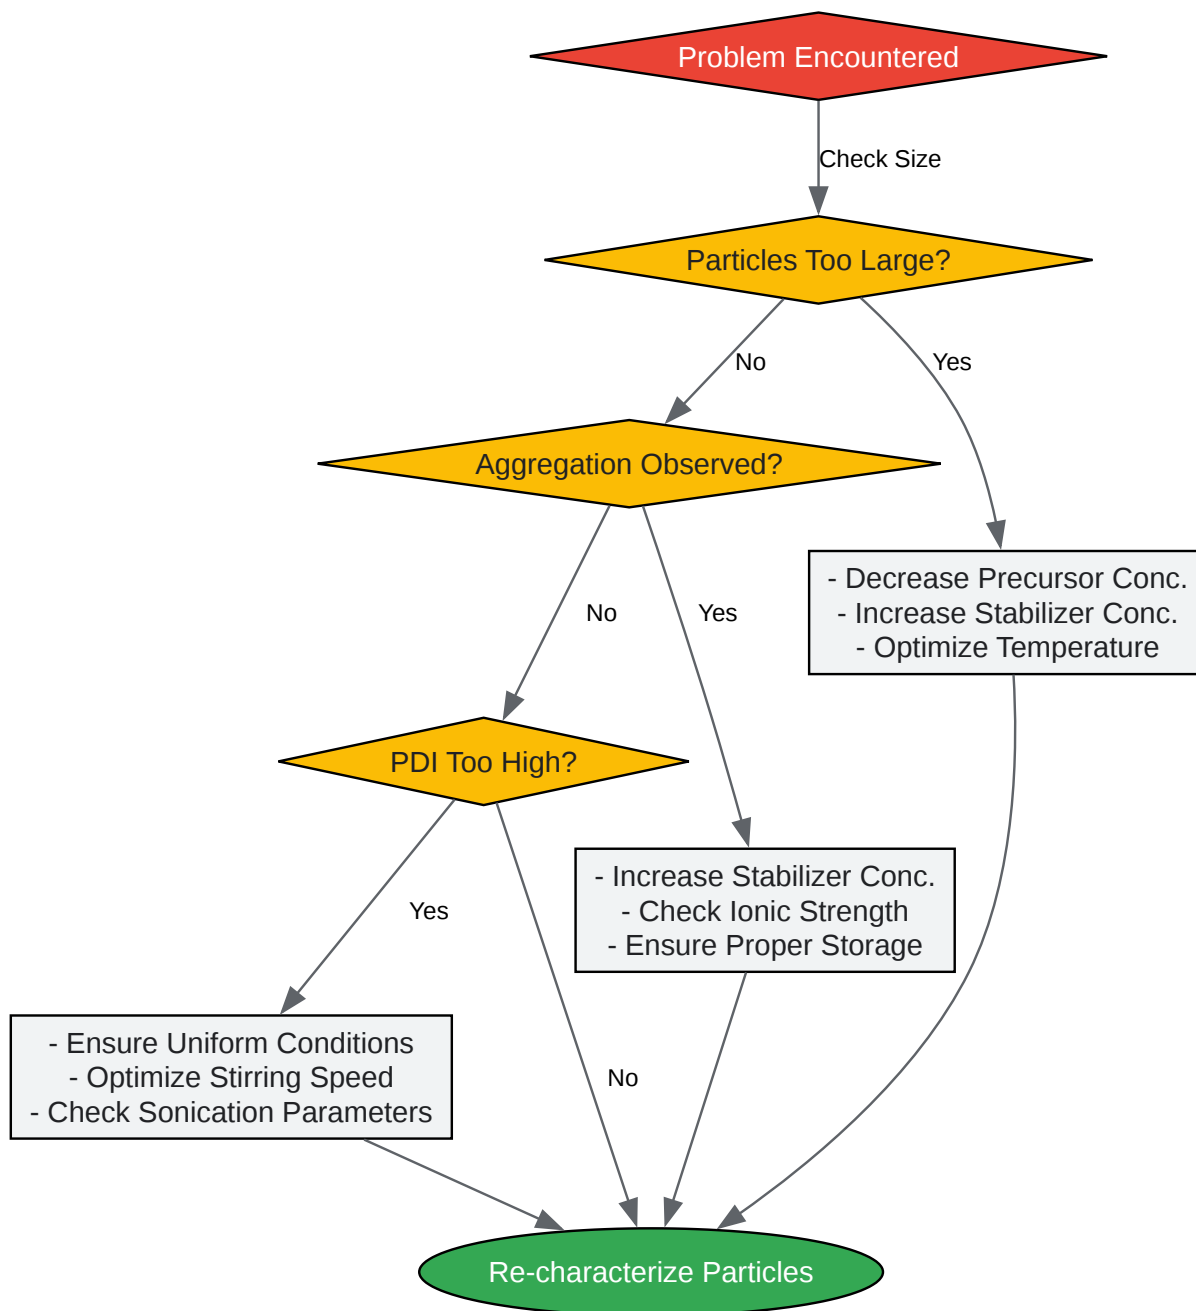 Problem Encountered
Check Size
Particles Too Large?
No
Yes
Aggregation Observed?
- Decrease Precursor Conc.
- Increase Stabilizer Conc.
- Optimize Temperature
No
Yes
PDI Too High?
- Increase Stabilizer Conc.
- Check Ionic Strength
- Ensure Proper Storage
Yes
- Ensure Uniform Conditions
- Optimize Stirring Speed
- Check Sonication Parameters
No
Re-characterize Particles